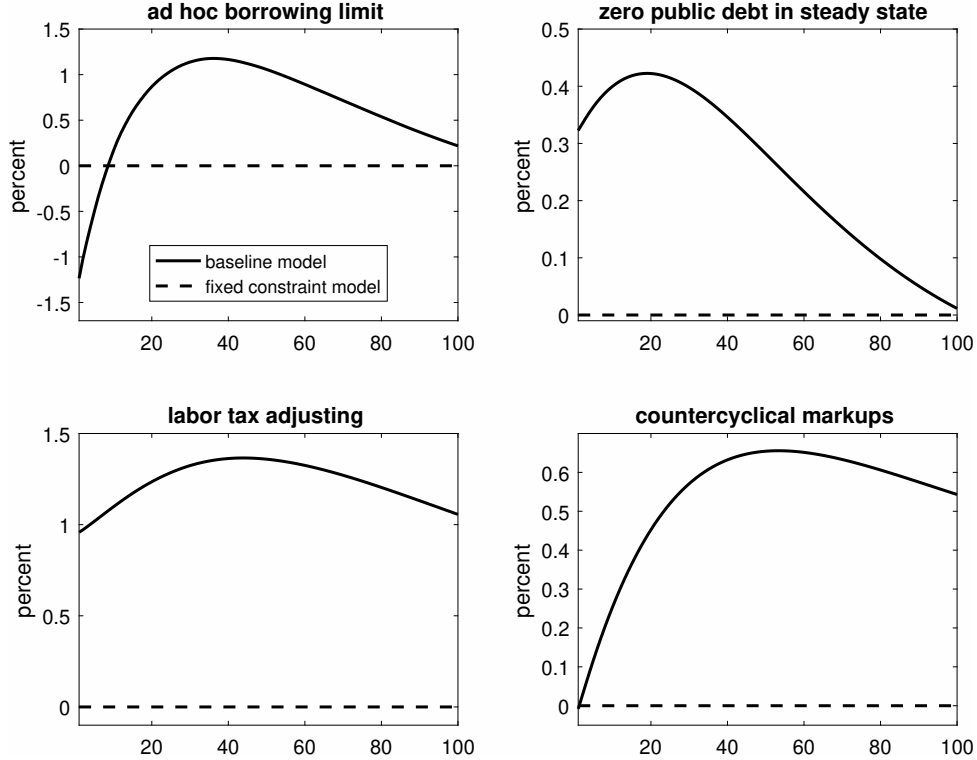 ad hoc borrowing limit
percent
1.5
1
0.5
0
-0.5
-1
-1.5
baseline model
fixed constraint model
20 40 60 80 100
zero public debt in steady state
percent
0.5
0.4
0.3
0.2
0.1
0
20 40 60 80 100
labor tax adjusting
percent
1.5
1
0.5
0
20 40 60 80 100
countercyclical markups
percent
0.6
0.5
0.4
0.3
0.2
0.1
0
20 40 60 80 100